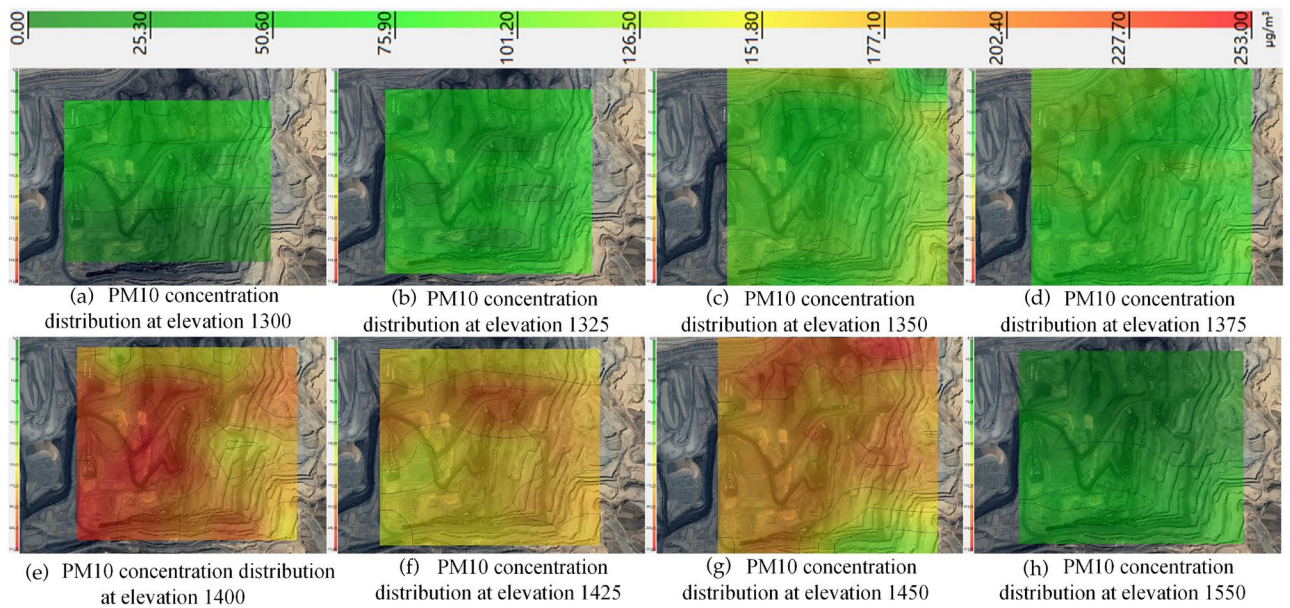 0.00
25.30
50.60
75.90
101.20
126.50
151.80
177.10
202.40
227.70
253.00
µg/m³
(a) PM10 concentration
distribution at elevation 1300
(b) PM10 concentration
distribution at elevation 1325
(c) PM10 concentration
distribution at elevation 1350
(d) PM10 concentration
distribution at elevation 1375
(e) PM10 concentration distribution
at elevation 1400
(f) PM10 concentration
distribution at elevation 1425
(g) PM10 concentration
distribution at elevation 1450
(h) PM10 concentration
distribution at elevation 1550